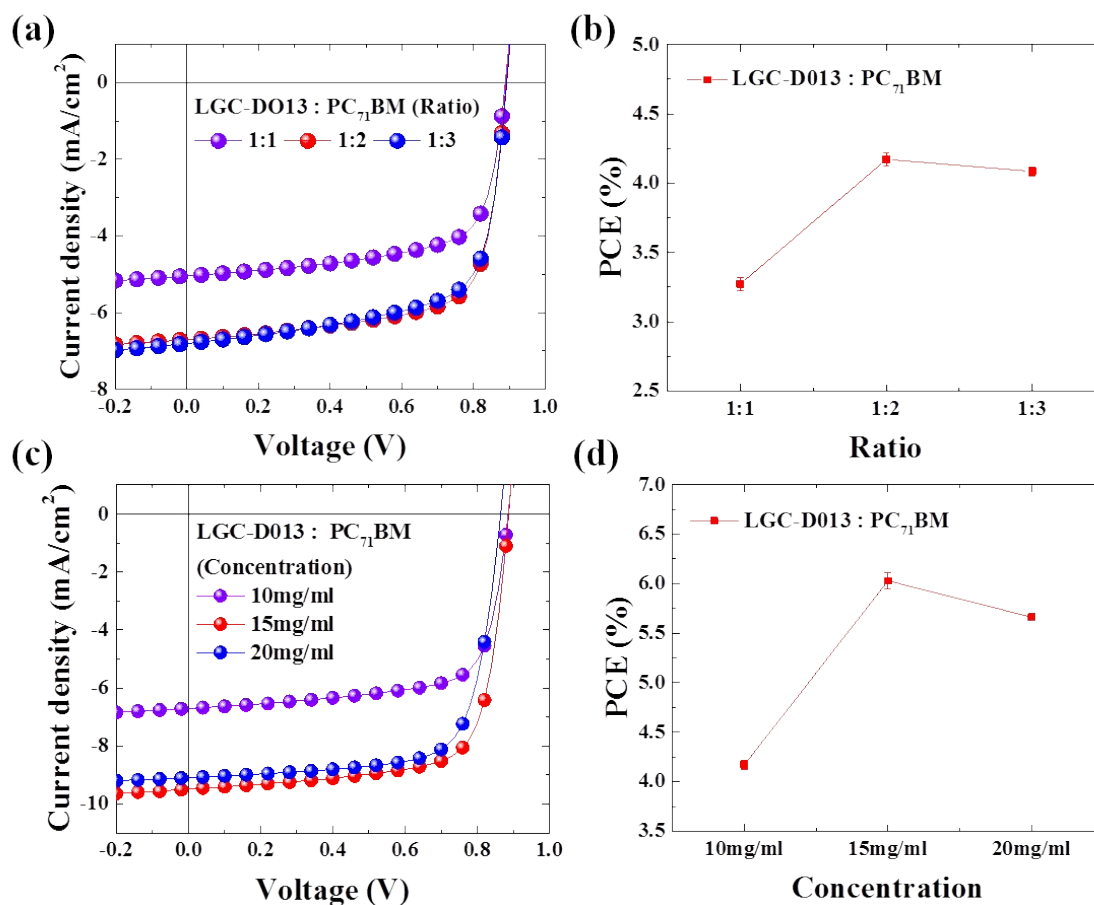 (a)
Current density (mA/cm²)
0
-2
-4
-6
-8
LGC-DO13 : PC₇₁BM (Ratio)
1:1 1:2 1:3
-0.2 0.0 0.2 0.4 0.6 0.8 1.0
Voltage (V)
(b)
PCE (%)
5.0
4.5
4.0
3.5
3.0
2.5
LGC-D013 : PC₇₁BM
1:1 1:2 1:3
Ratio
(c)
Current density (mA/cm²)
0
-2
-4
-6
-8
-10
LGC-D013 : PC₇₁BM
(Concentration)
10mg/ml
15mg/ml
20mg/ml
-0.2 0.0 0.2 0.4 0.6 0.8 1.0
Voltage (V)
(d)
PCE (%)
7.0
6.5
6.0
5.5
5.0
4.5
4.0
3.5
LGC-D013 : PC₇₁BM
10mg/ml 15mg/ml 20mg/ml
Concentration